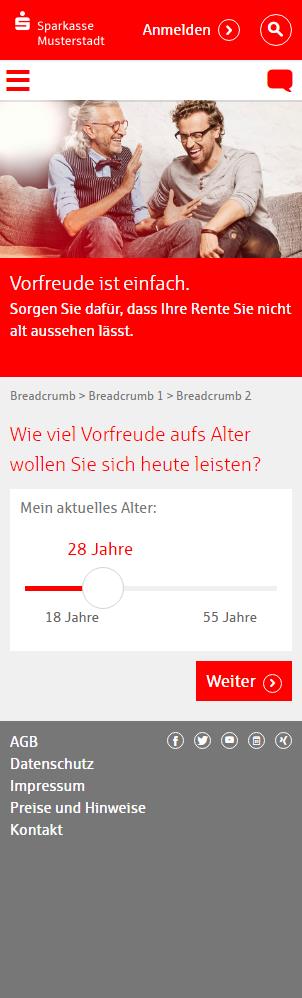 Sparkasse
Musterstadt
Anmelden
Vorfreude ist einfach.
Sorgen Sie dafür, dass Ihre Rente Sie nicht
alt aussehen lässt.
Breadcrumb > Breadcrumb 1 > Breadcrumb 2
Wie viel Vorfreude aufs Alter
wollen Sie sich heute leisten?
Mein aktuelles Alter:
28 Jahre
18 Jahre 55 Jahre
Weiter
AGB
Datenschutz
Impressum
Preise und Hinweise
Kontakt